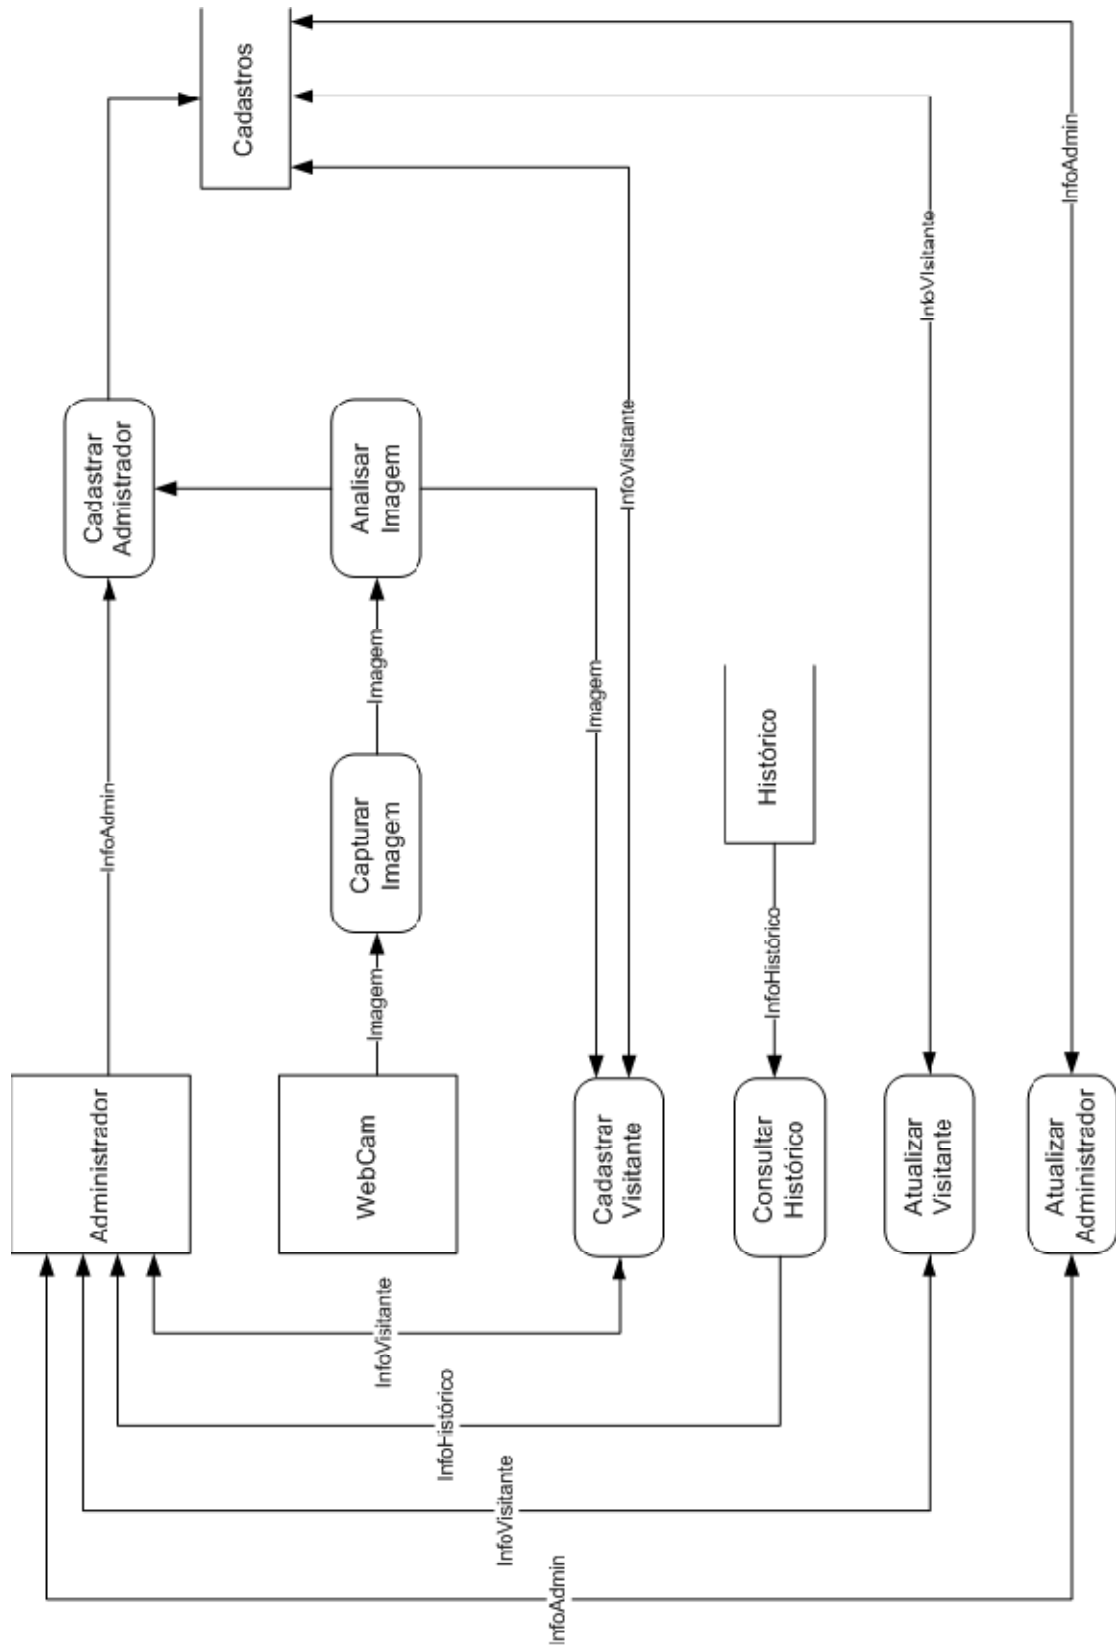 Administrador
InfoAdmin
Cadastrar
Admistrador
Cadastros
WebCam
Imagem
Capturar
Imagem
Imagem
Analisar
Imagem
InfoVisitante
Cadastrar
Visitante
Imagem
InfoVisitante
InfoHistórico
Consultar
Histórico
InfoHistórico
Histórico
InfoVisitante
Atualizar
Visitante
InfoVIsitante
InfoAdmin
Atualizar
Administrador
InfoAdmin